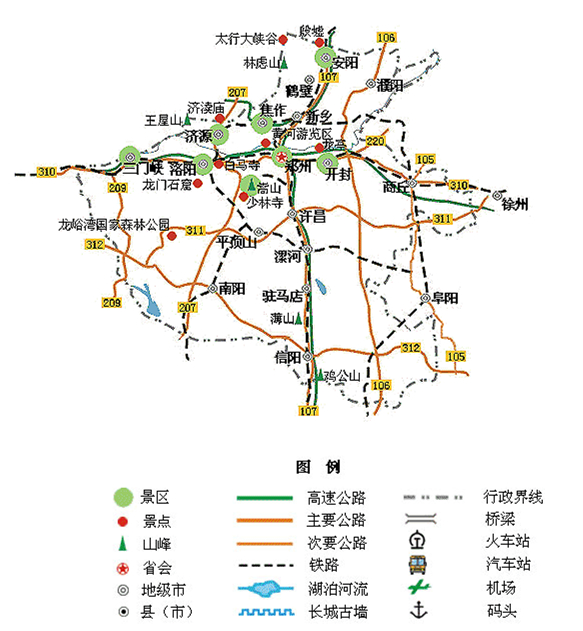 殷墟
太行大峡谷
106
林虑山
安阳
107
鹤壁
濮阳
207
济渎庙
王屋山
焦作
新乡
济源
黄河游览区
220
龙亭
三门峡
洛阳
白马寺
郑州
开封
105
310
209
龙门石窟
嵩山
少林寺
商丘
310
徐州
龙峪湾国家森林公园
311
许昌
311
312
平顶山
漯河
209
207
南阳
驻马店
阜阳
薄山
信阳
312
105
鸡公山
106
107
图 例
景区 高速公路 行政界线
景点 主要公路 桥梁
山峰 次要公路 火车站
省会 铁路 汽车站
地级市 湖泊河流 机场
县（市） 长城古墙 码头